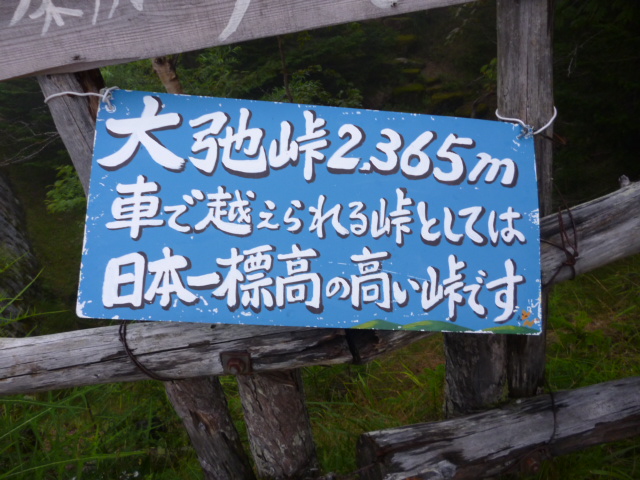 大弛峠2.365m
車で越えられる峠としては
日本一標高の高い峠です